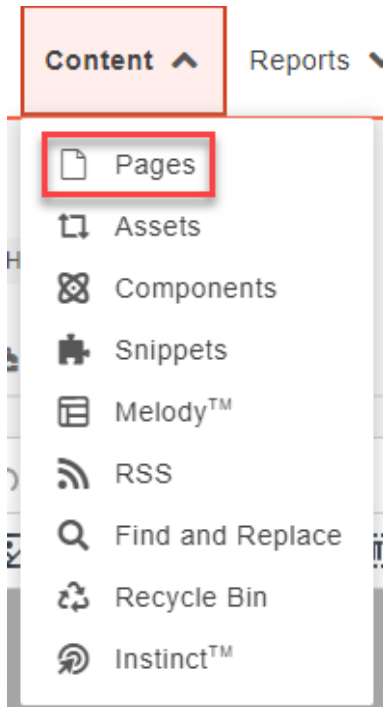 Content Reports
Pages
Assets
H
Components
Snippets
Melody™
RSS
Find and Replace
Recycle Bin
Instinct™